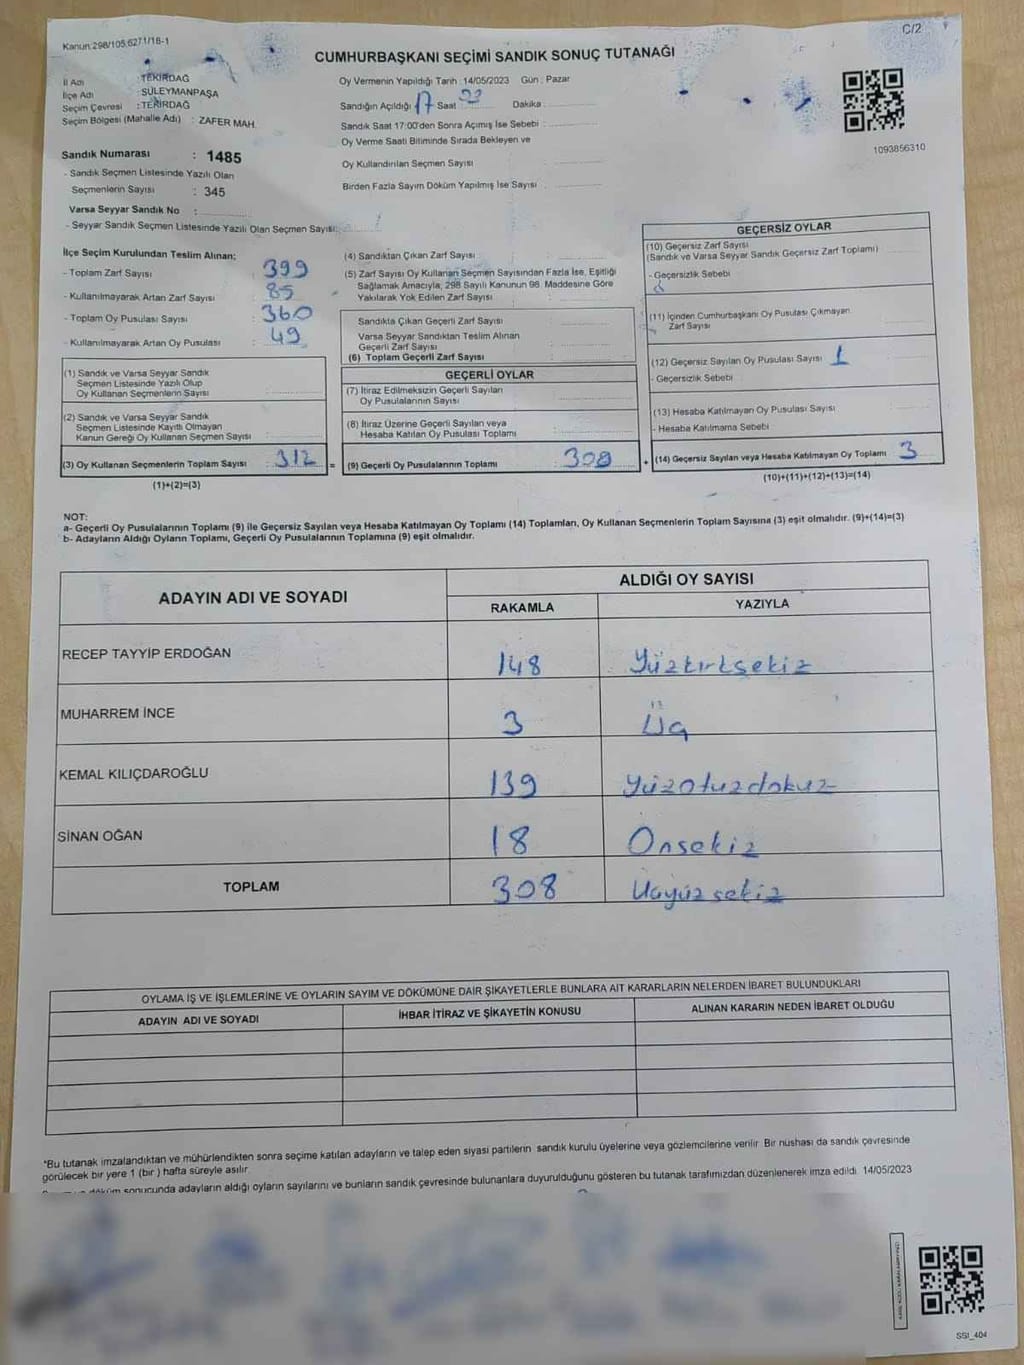 Kanun:298/105,6271/18-1
C/2
CUMHURBAŞKANI SEÇİMİ SANDIK SONUÇ TUTANAĞI
İl Adı : TEKİRDAĞ
İlçe Adı : SÜLEYMANPAŞA
Seçim Çevresi : TEKİRDAĞ
Seçim Bölgesi (Mahalle Adı) : ZAFER MAH.
Sandık Numarası : 1485
- Sandık Seçmen Listesinde Yazılı Olan
Seçmenlerin Sayısı : 345
Varsa Seyyar Sandık No :
- Seyyar Sandık Seçmen Listesinde Yazılı Olan Seçmen Sayısı:
Oy Vermenin Yapıldığı Tarih : 14/05/2023 Gün : Pazar
Sandığın Açıldığı 17 Saat Dakika :
Sandık Saat 17:00'den Sonra Açımış İse Sebebi :
Oy Verme Saati Bitiminde Sırada Bekleyen ve
Oy Kullandırılan Seçmen Sayısı :
Birden Fazla Sayım Döküm Yapılmış İse Sayısı :
1093856310
İlçe Seçim Kurulundan Teslim Alınan;
- Toplam Zarf Sayısı : 399
- Kullanılmayarak Artan Zarf Sayısı : 85
- Toplam Oy Pusulası Sayısı : 360
- Kullanılmayarak Artan Oy Pusulası : 49
(1) Sandık ve Varsa Seyyar Sandık
Seçmen Listesinde Yazılı Olup
Oy Kullanan Seçmenlerin Sayısı :
(2) Sandık ve Varsa Seyyar Sandık
Seçmen Listesinde Kayıtlı Olmayan
Kanun Gereği Oy Kullanan Seçmen Sayısı :
(3) Oy Kullanan Seçmenlerin Toplam Sayısı : 312 =
(1)+(2)=(3)
(4) Sandıktan Çıkan Zarf Sayısı :
(5) Zarf Sayısı Oy Kullanan Seçmen Sayısından Fazla İse, Eşitliği
Sağlamak Amacıyla, 298 Sayılı Kanunun 98. Maddesine Göre
Yakılarak Yok Edilen Zarf Sayısı :
Sandıkta Çıkan Geçerli Zarf Sayısı :
Varsa Seyyar Sandıktan Teslim Alınan
Geçerli Zarf Sayısı :
(6) Toplam Geçerli Zarf Sayısı :
GEÇERLİ OYLAR
(7) İtiraz Edilmeksizin Geçerli Sayılan
Oy Pusulalarının Sayısı :
(8) İtiraz Üzerine Geçerli Sayılan veya
Hesaba Katılan Oy Pusulası Toplamı :
(9) Geçerli Oy Pusulalarının Toplamı : 308 +
GEÇERSİZ OYLAR
(10) Geçersiz Zarf Sayısı
(Sandık ve Varsa Seyyar Sandık Geçersiz Zarf Toplamı) :
- Geçersizlik Sebebi
(11) İçinden Cumhurbaşkanı Oy Pusulası Çıkmayan
Zarf Sayısı :
(12) Geçersiz Sayılan Oy Pusulası Sayısı : 1
- Geçersizlik Sebebi :
(13) Hesaba Katılmayan Oy Pusulası Sayısı :
- Hesaba Katılmama Sebebi :
(14) Geçersiz Sayılan veya Hesaba Katılmayan Oy Toplamı : 3
(10)+(11)+(12)+(13)=(14)
NOT:
a- Geçerli Oy Pusulalarının Toplamı (9) ile Geçersiz Sayılan veya Hesaba Katılmayan Oy Toplamı (14) Toplamları, Oy Kullanan Seçmenlerin Toplam Sayısına (3) eşit olmalıdır. (9)+(14)=(3)
b- Adayların Aldığı Oyların Toplamı, Geçerli Oy Pusulalarının Toplamına (9) eşit olmalıdır.
ADAYIN ADI VE SOYADI ALDIĞI OY SAYISI
RAKAMLA YAZIYLA
RECEP TAYYİP ERDOĞAN 148 Yüzkırksekiz
MUHARREM İNCE 3 Üç
KEMAL KILIÇDAROĞLU 139 Yüzotuzdokuz
SİNAN OĞAN 18 Onsekiz
TOPLAM 308 Üçyüzsekiz
OYLAMA İŞ VE İŞLEMLERİNE VE OYLARIN SAYIM VE DÖKÜMÜNE DAİR ŞİKAYETLERLE BUNLARA AİT KARARLARIN NELERDEN İBARET BULUNDUKLARI
ADAYIN ADI VE SOYADI İHBAR İTİRAZ VE ŞİKAYETİN KONUSU ALINAN KARARIN NEDEN İBARET OLDUĞU
*Bu tutanak imzalandıktan ve mühürlendikten sonra seçime katılan adayların ve talep eden siyasi partilerin sandık kurulu üyelerine veya gözlemcilerine verilir. Bir nüshası da sandık çevresinde
görülecek bir yere 1 (bir) hafta süreyle asılır.
döküm sonucunda adayların aldığı oyların sayılarını ve bunların sandık çevresinde bulunanlara duyurulduğunu gösteren bu tutanak tarafımızdan düzenlenerek imza edildi. 14/05/2023
SSI_404